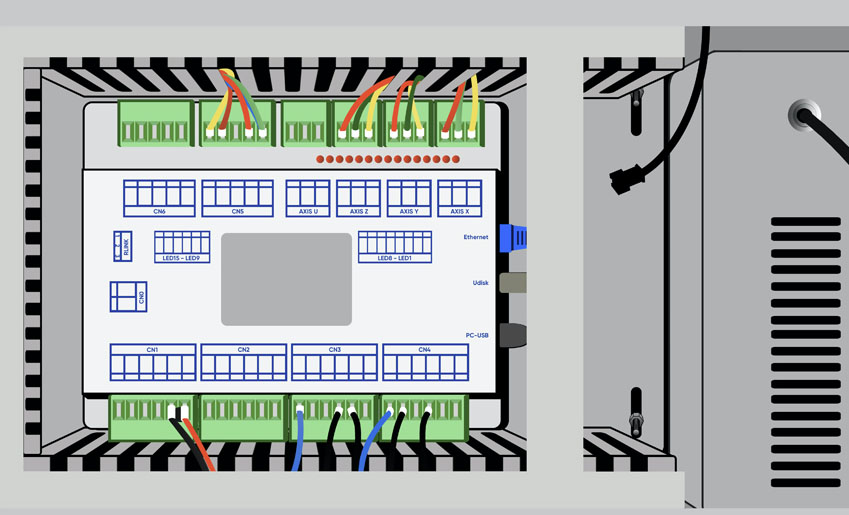 CN6
CN5
AXIS U
AXIS Z
AXIS Y
AXIS X
RLINK
LED15 - LED9
LED8 - LED1
Ethernet
CN0
Udisk
PC-USB
CN1
CN2
CN3
CN4